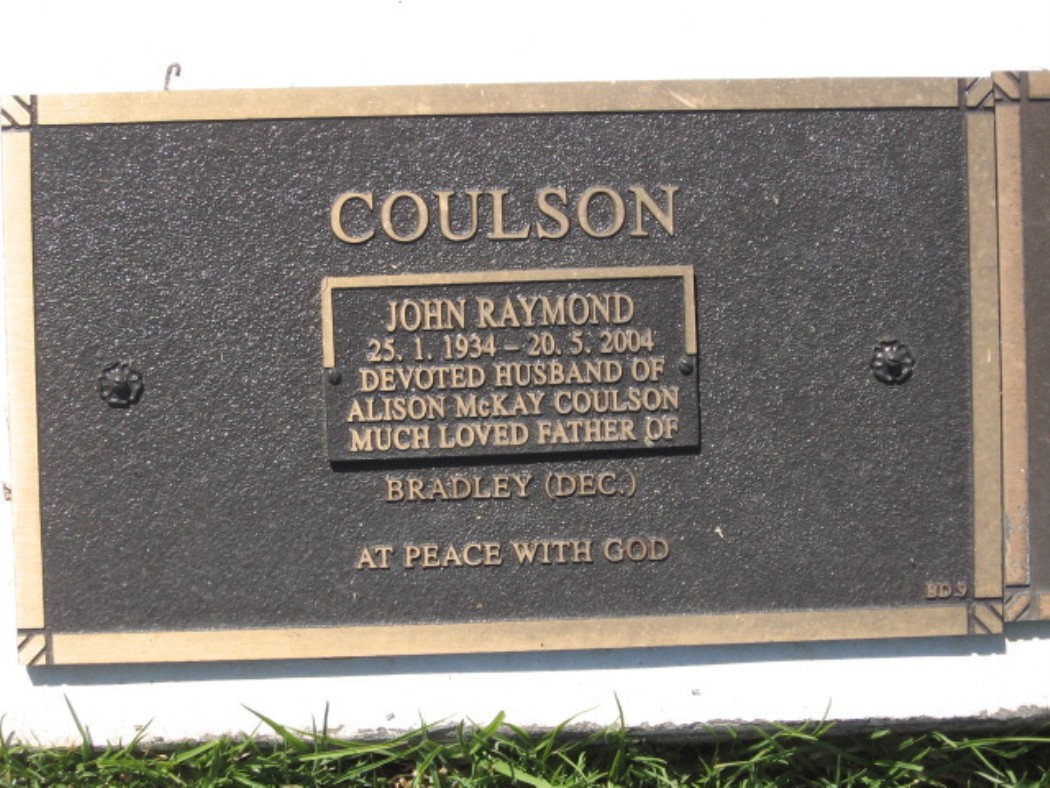 COULSON
JOHN RAYMOND
25. 1. 1934 – 20. 5. 2004
DEVOTED HUSBAND OF
ALISON McKAY COULSON
MUCH LOVED FATHER OF
BRADLEY (DEC.)
AT PEACE WITH GOD
BD 9